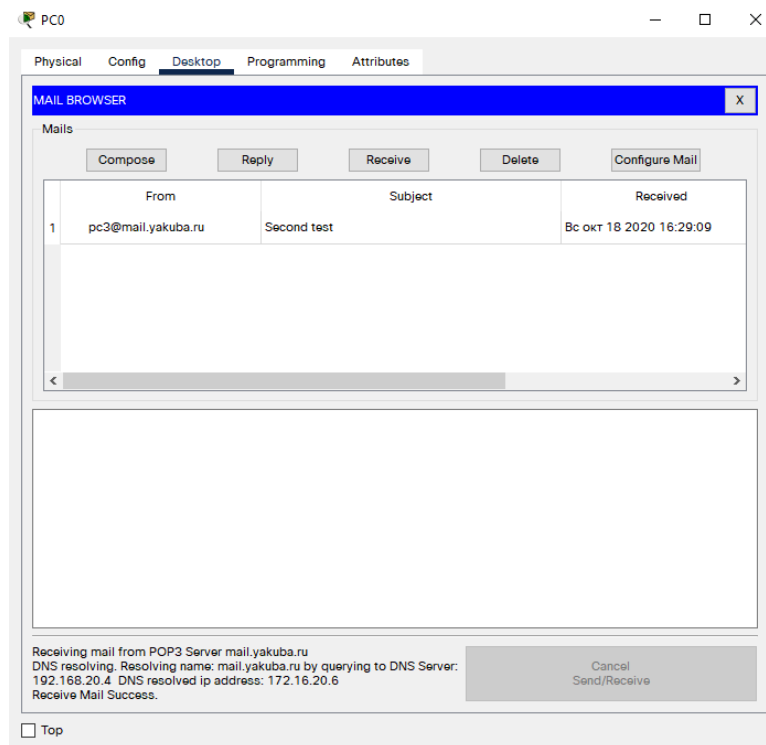 PC0
Physical Config Desktop Programming Attributes
MAIL BROWSER X
Mails
Compose Reply Receive Delete Configure Mail
From Subject Received
1 pc3@mail.yakuba.ru Second test Вс окт 18 2020 16:29:09
Receiving mail from POP3 Server mail.yakuba.ru
DNS resolving. Resolving name: mail.yakuba.ru by querying to DNS Server:
192.168.20.4 DNS resolved ip address: 172.16.20.6
Receive Mail Success.
Cancel
Send/Receive
Top